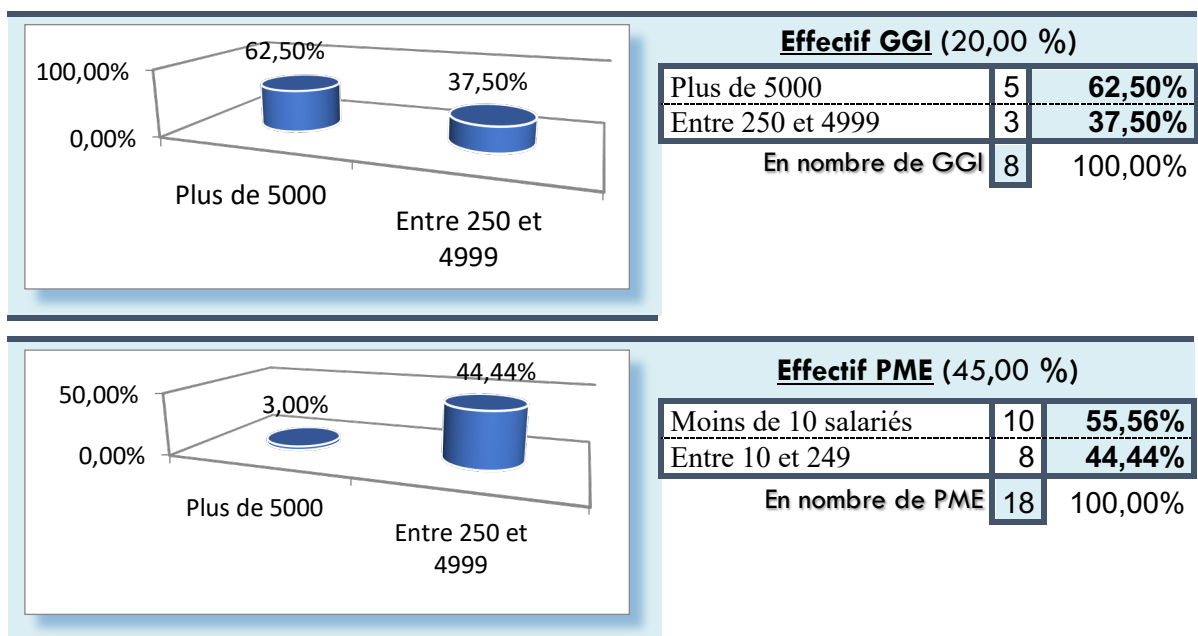 62,50%
100,00%
37,50%
0,00%
Plus de 5000
Entre 250 et
4999
Effectif GGI (20,00 %)
Plus de 5000 5 62,50%
Entre 250 et 4999 3 37,50%
En nombre de GGI 8 100,00%
44,44%
50,00%
3,00%
0,00%
Plus de 5000
Entre 250 et
4999
Effectif PME (45,00 %)
Moins de 10 salariés 10 55,56%
Entre 10 et 249 8 44,44%
En nombre de PME 18 100,00%